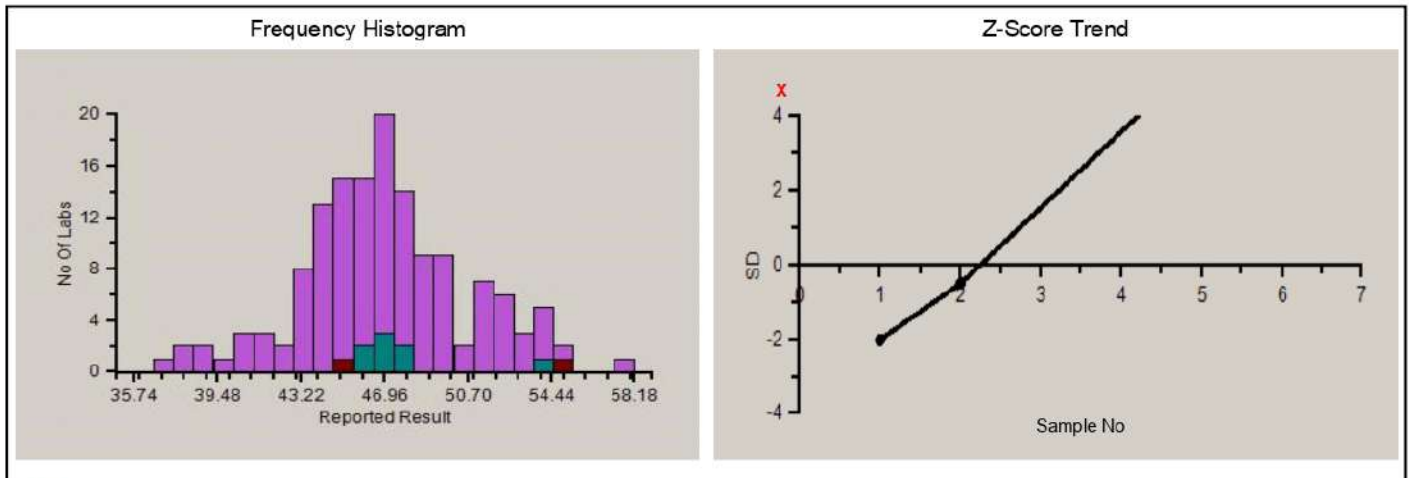 Frequency Histogram
20
16
12
8
4
0
No Of Labs
35.74 39.48 43.22 46.96 50.70 54.44 58.18
Reported Result
Z-Score Trend
X
4
2
0
-2
-4
SD
0 1 2 3 4 5 6 7
Sample No